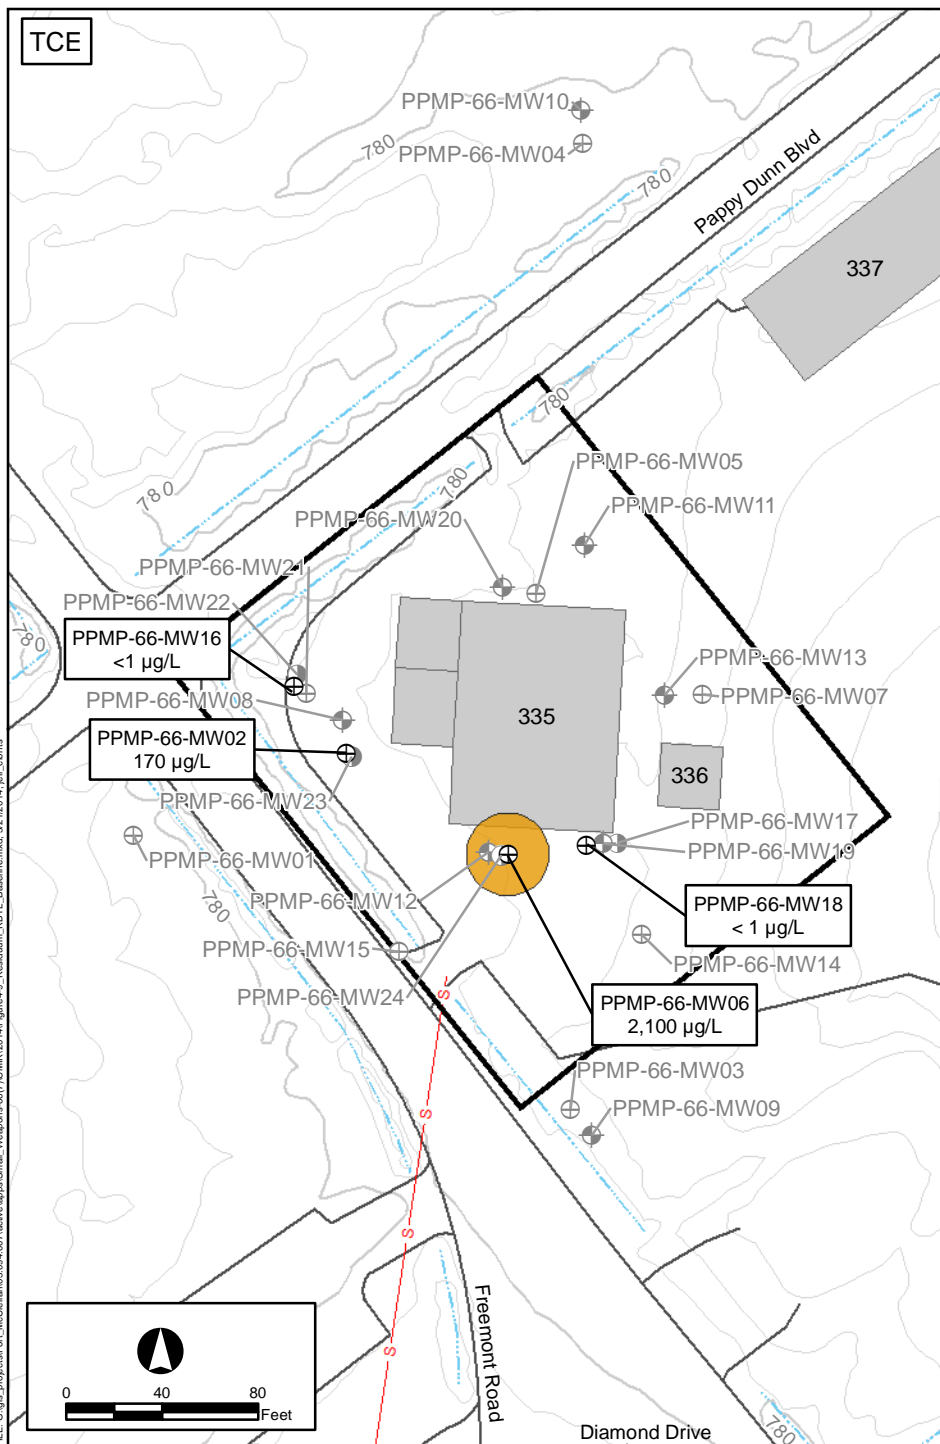 TCE
PPMP-66-MW10
780
PPMP-66-MW04
780
Pappy Dunn Blvd
337
780
780
780
PPMP-66-MW05
PPMP-66-MW11
PPMP-66-MW20
PPMP-66-MW21
PPMP-66-MW22
780
PPMP-66-MW16
<1 µg/L
PPMP-66-MW13
PPMP-66-MW07
PPMP-66-MW08
335
PPMP-66-MW02
170 µg/L
336
PPMP-66-MW23
PPMP-66-MW17
PPMP-66-MW19
PPMP-66-MW01
PPMP-66-MW12
780
PPMP-66-MW18
< 1 µg/L
PPMP-66-MW15
PPMP-66-MW14
PPMP-66-MW24
S
PPMP-66-MW06
2,100 µg/L
PPMP-66-MW03
PPMP-66-MW09
S
S
Freemont Road
S
0 40 80
Feet
Diamond Drive
780